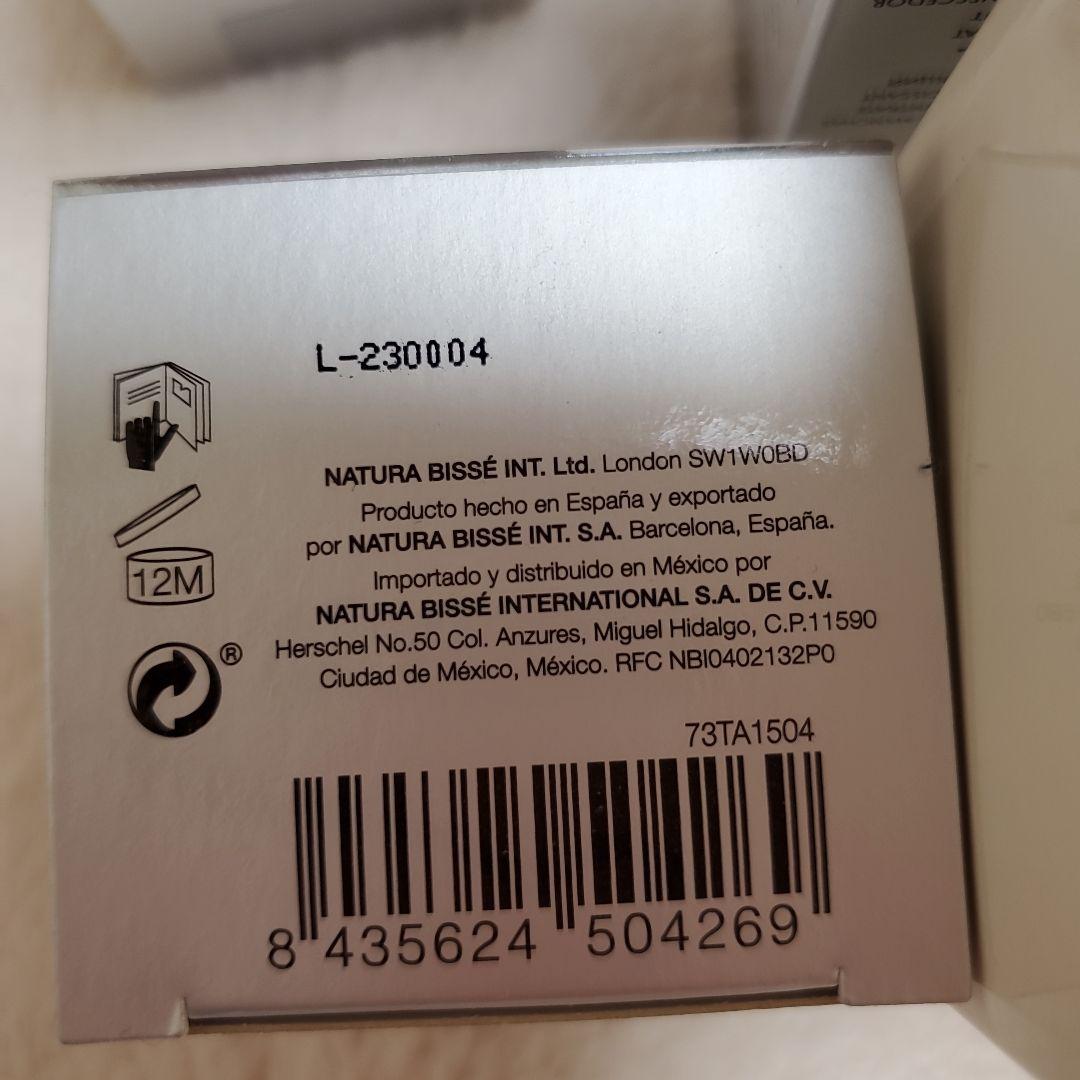 L-230004
NATURA BISSÉ INT. Ltd. London SW1W0BD
Producto hecho en España y exportado
por NATURA BISSÉ INT. S.A. Barcelona, España.
Importado y distribuido en México por
NATURA BISSÉ INTERNATIONAL S.A. DE C.V.
Herschel No.50 Col. Anzures, Miguel Hidalgo, C.P.11590
Ciudad de México, México. RFC NBI0402132P0
12M
®
73TA1504
8 435624 504269